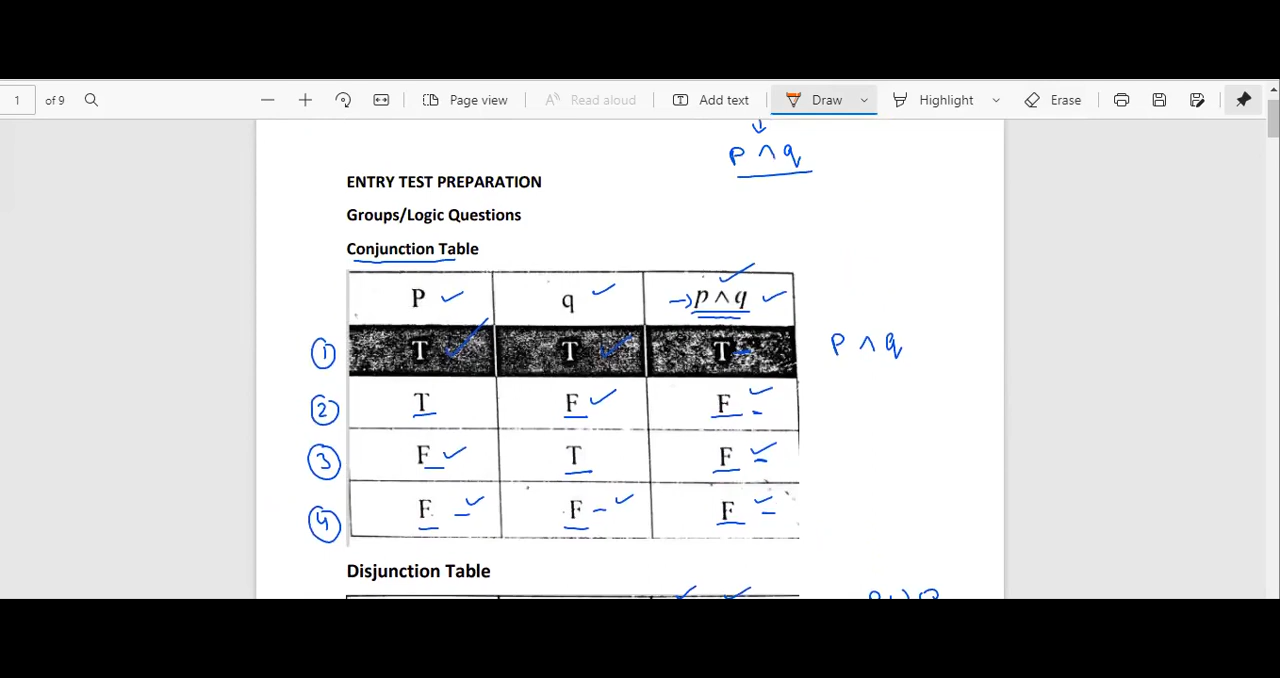 1 of 9 Page view Read aloud Add text Draw Highlight Erase
p ∧ q
ENTRY TEST PREPARATION
Groups/Logic Questions
Conjunction Table
P q →p ∧ q
1 T T T P ∧ q
2 T F F
3 F T F
4 F F F
Disjunction Table